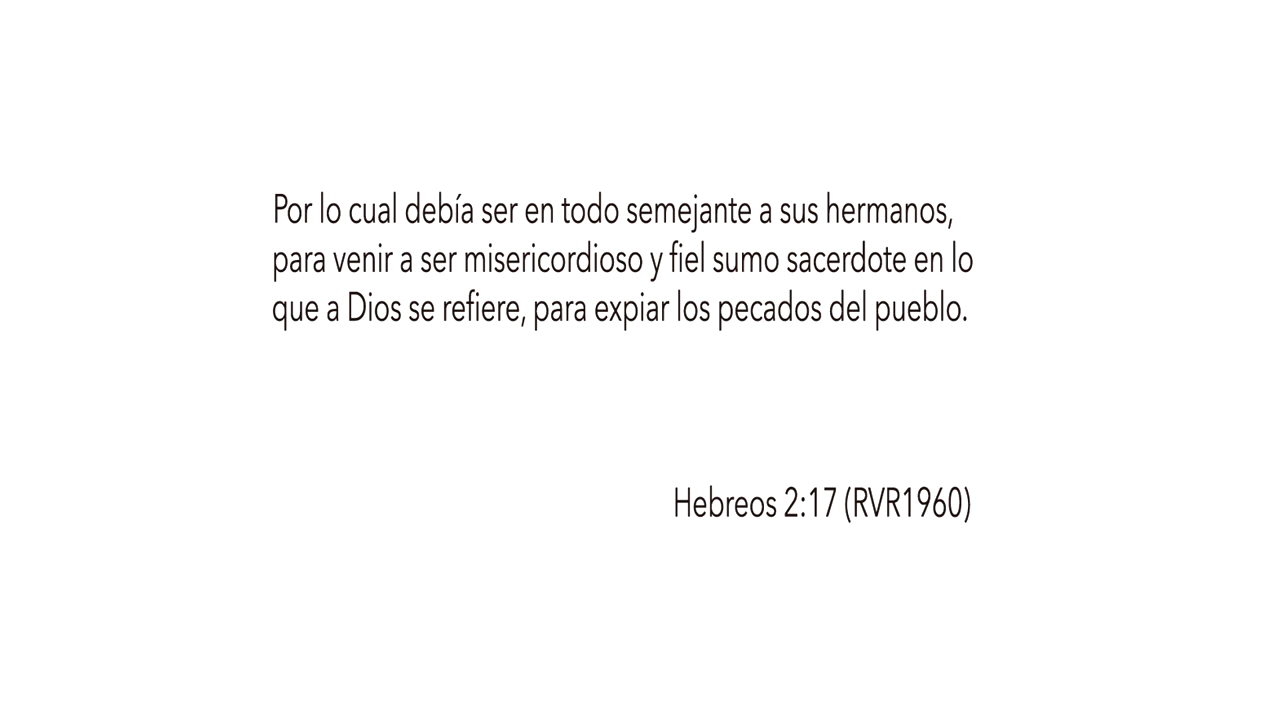 Por lo cual debía ser en todo semejante a sus hermanos,
para venir a ser misericordioso y fiel sumo sacerdote en lo
que a Dios se refiere, para expiar los pecados del pueblo.
Hebreos 2:17 (RVR1960)